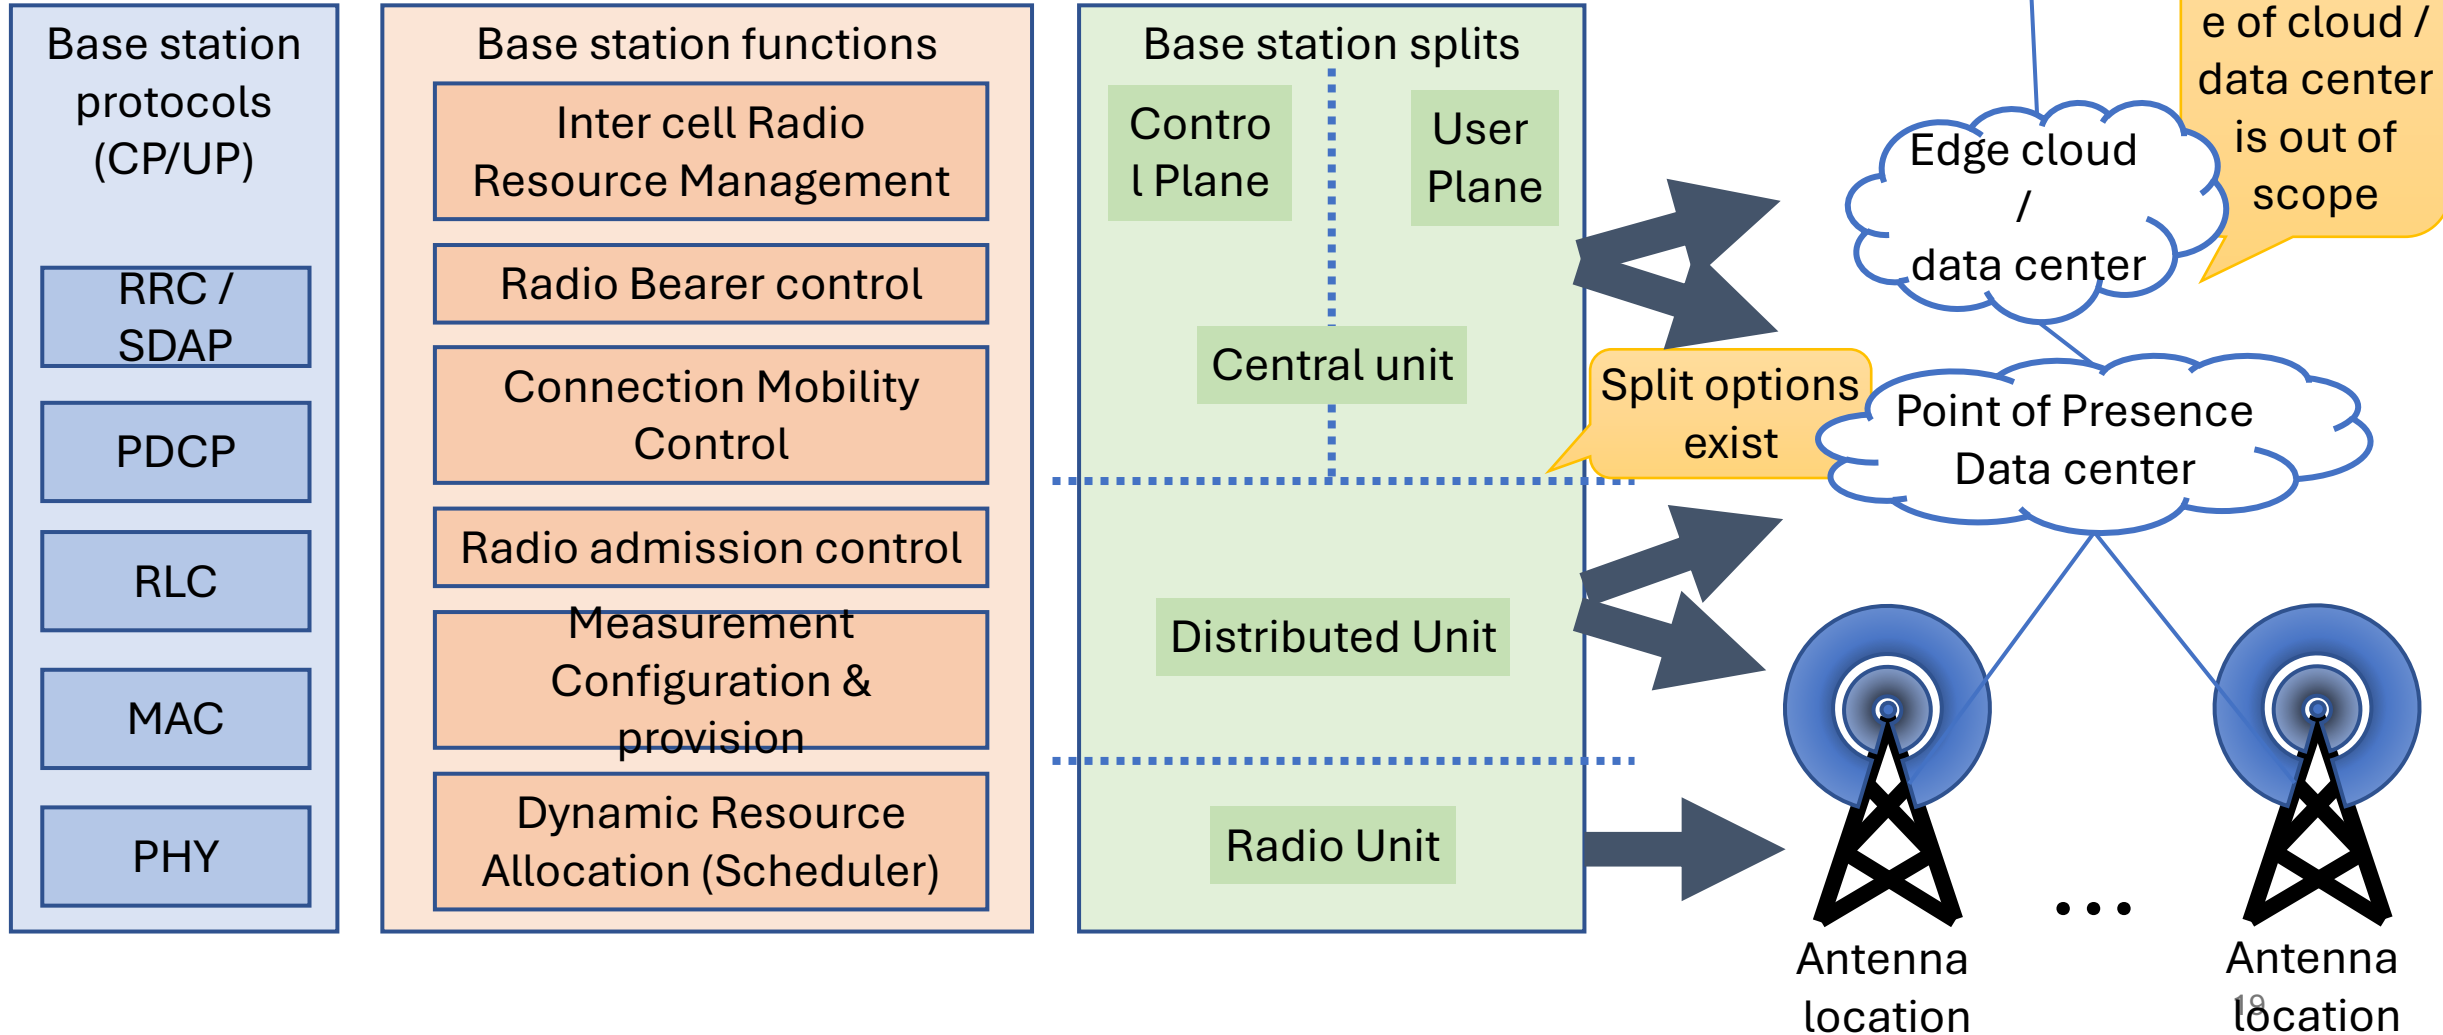 Base station
protocols
(CP/UP)
RRC /
SDAP
PDCP
RLC
MAC
PHY
Base station functions
Inter cell Radio
Resource Management
Radio Bearer control
Connection Mobility
Control
Radio admission control
Measurement
Configuration &
provision
Dynamic Resource
Allocation (Scheduler)
Base station splits
Contro
l Plane
User
Plane
Central unit
Distributed Unit
Radio Unit
Split options
exist
e of cloud /
data center
is out of
scope
Edge cloud
/
data center
Point of Presence
Data center
...
Antenna
location
Antenna
location
19